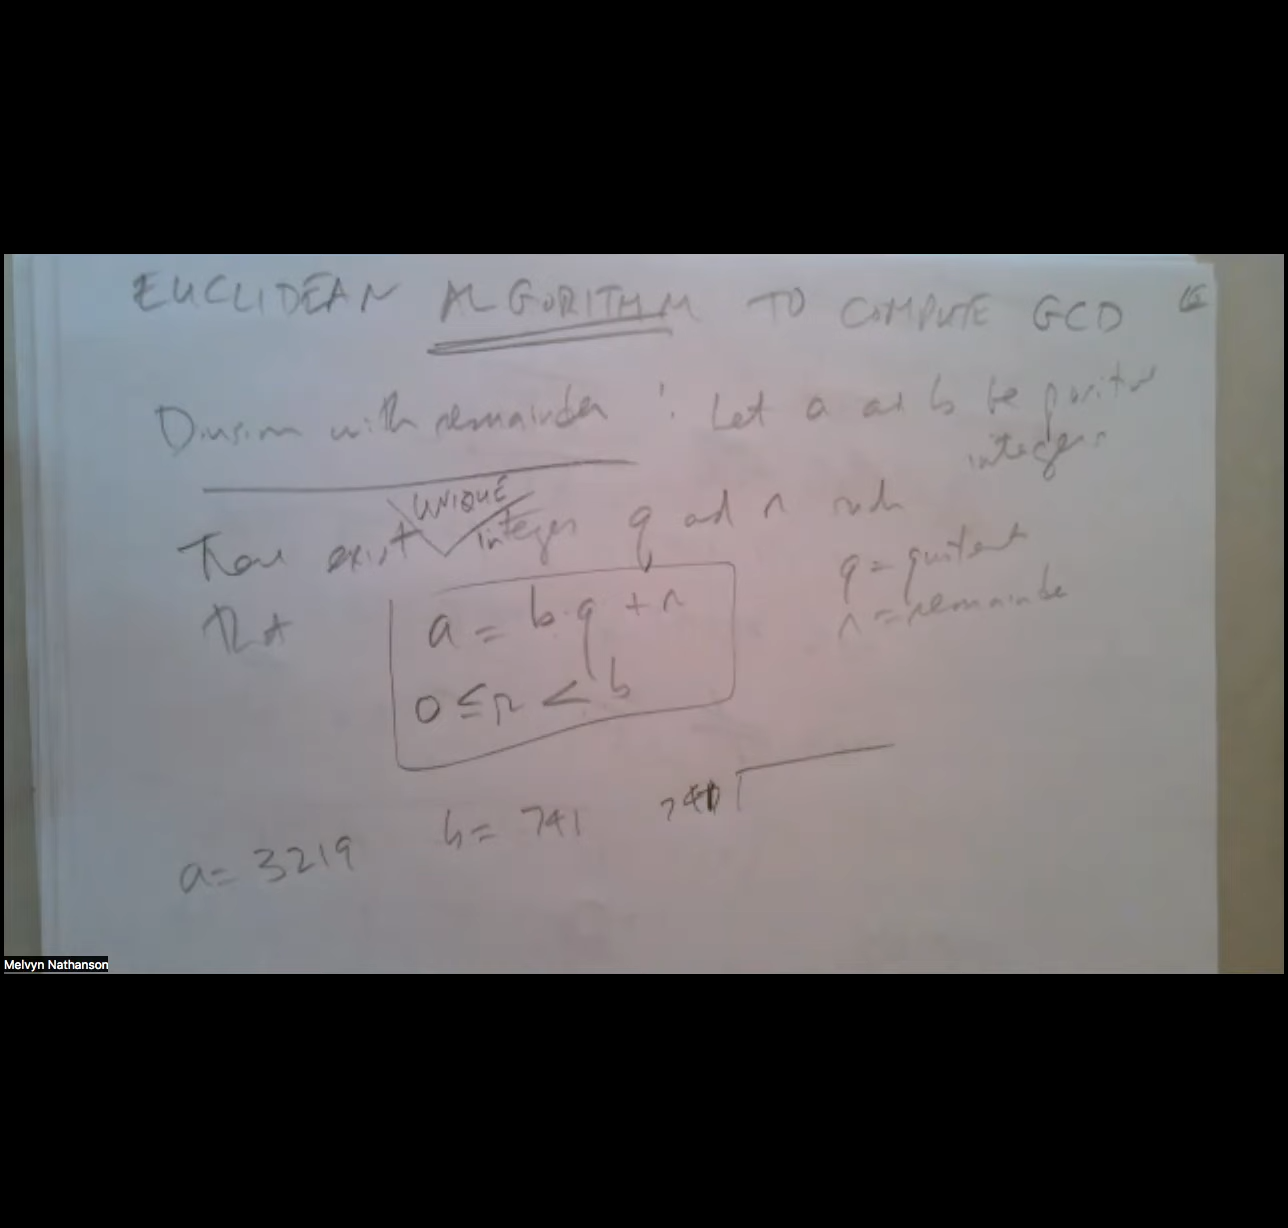 EUCLIDEAN ALGORITHM TO COMPUTE GCD
Division with remainder : Let a and b be positive
integers
UNIQUE
There exist integers q and r such
that
a = b·q + r
0 ≤ r < b
q = quotient
r = remainder
a = 3219 b = 741 741
Melvyn Nathanson